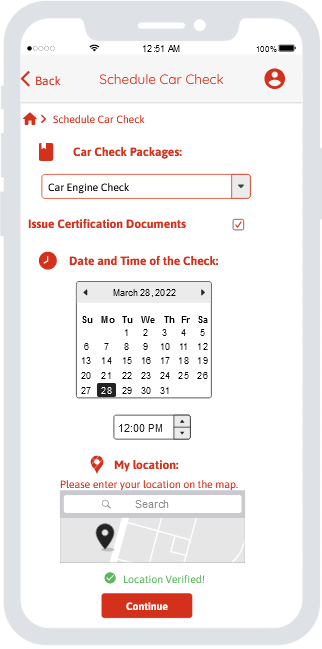 12:51 AM 100%
Back Schedule Car Check
Schedule Car Check
Car Check Packages:
Car Engine Check
Issue Certification Documents
Date and Time of the Check:
March 28, 2022
Su Mo Tu We Th Fr Sa
1 2 3 4 5
6 7 8 9 10 11 12
13 14 15 16 17 18 19
20 21 22 23 24 25 26
27 28 29 30 31
12:00 PM
My location:
Please enter your location on the map.
Search
Location Verified!
Continue